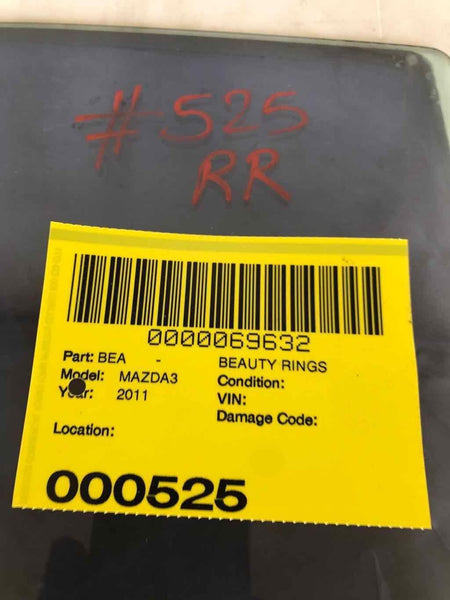 #525
RR
0000069632
Part: BEA - BEAUTY RINGS
Model: MAZDA3 Condition:
Year: 2011 VIN:
Damage Code:
Location:
000525